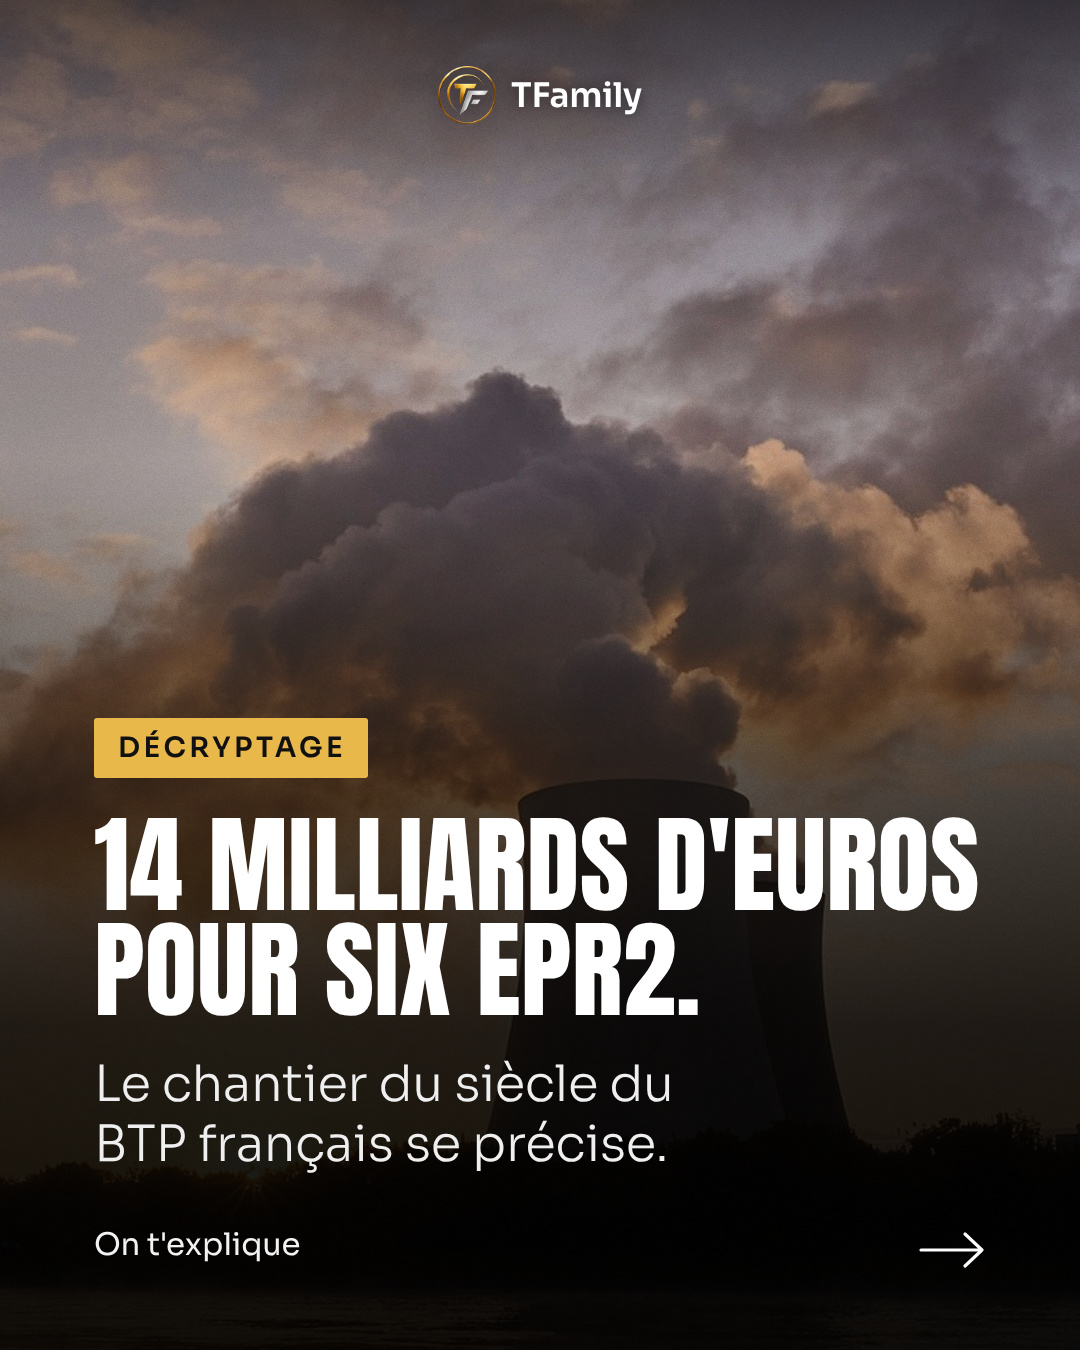 TFamily
DÉCRYPTAGE
14 MILLIARDS D'EUROS
POUR SIX EPR2.
Le chantier du siècle du
BTP français se précise.
On t'explique